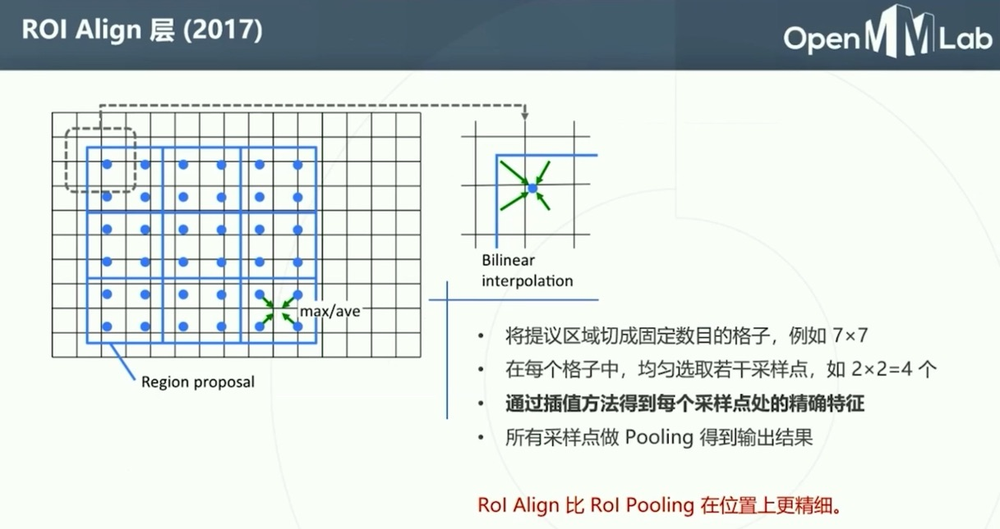 ROI Align 层 (2017)
OpenMMLab
max/ave
Region proposal
Bilinear
interpolation
• 将提议区域切成固定数目的格子，例如 7×7
• 在每个格子中，均匀选取若干采样点，如 2×2=4 个
• 通过插值方法得到每个采样点处的精确特征
• 所有采样点做 Pooling 得到输出结果
RoI Align 比 RoI Pooling 在位置上更精细。